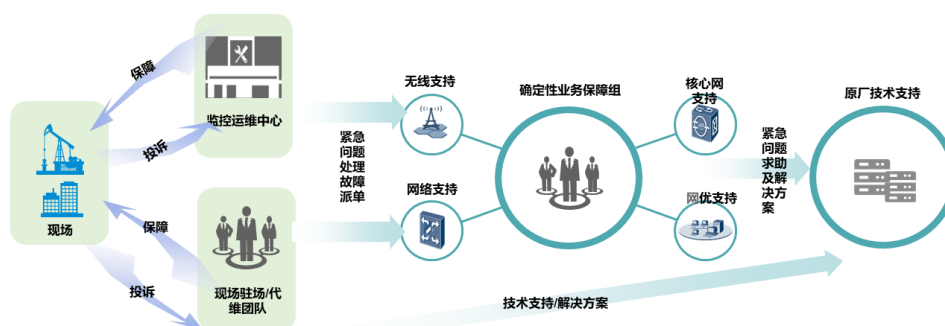 保障
监控运维中心
投诉
现场
保障
投诉
现场驻场/代
维团队
紧急
问题
处理
故障
派单
无线支持
网络支持
确定性业务保障组
核心网
支持
网优支持
紧急
问题
求助
及解
决方
案
原厂技术支持
技术支持/解决方案